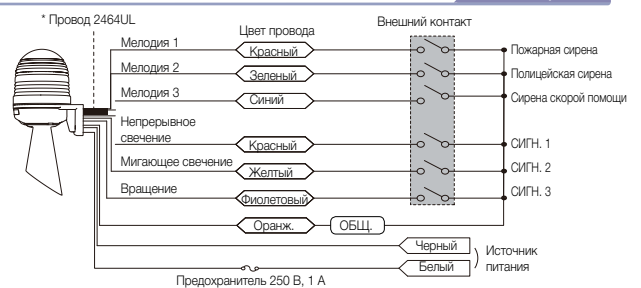 * Провод 2464UL
Цвет провода
Внешний контакт
Мелодия 1
Красный
Пожарная сирена
Мелодия 2
Зеленый
Полицейская сирена
Мелодия 3
Синий
Сирена скорой помощи
Непрерывное
свечение
Красный
СИГН. 1
Мигающее свечение
Желтый
СИГН. 2
Вращение
Фиолетовый
СИГН. 3
Оранж.
ОБЩ.
Черный
Белый
Источник
питания
Предохранитель 250 В, 1 А